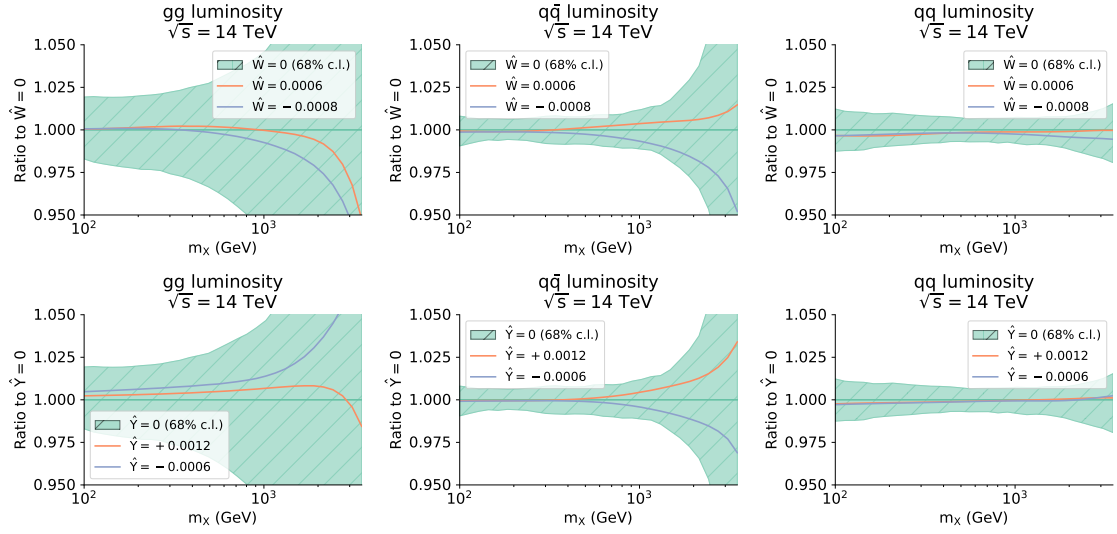 gg luminosity
√s = 14 TeV
Ratio to Ŵ = 0
1.050
1.025
1.000
0.975
0.950
Ŵ = 0 (68% c.l.)
Ŵ = 0.0006
Ŵ = − 0.0008
10²
10³
m_X (GeV)
qq̄ luminosity
√s = 14 TeV
Ratio to Ŵ = 0
1.050
1.025
1.000
0.975
0.950
Ŵ = 0 (68% c.l.)
Ŵ = 0.0006
Ŵ = − 0.0008
10²
10³
m_X (GeV)
qq luminosity
√s = 14 TeV
Ratio to Ŵ = 0
1.050
1.025
1.000
0.975
0.950
Ŵ = 0 (68% c.l.)
Ŵ = 0.0006
Ŵ = − 0.0008
10²
10³
m_X (GeV)
gg luminosity
√s = 14 TeV
Ratio to Ŷ = 0
1.050
1.025
1.000
0.975
0.950
Ŷ = 0 (68% c.l.)
Ŷ = + 0.0012
Ŷ = − 0.0006
10²
10³
m_X (GeV)
qq̄ luminosity
√s = 14 TeV
Ratio to Ŷ = 0
1.050
1.025
1.000
0.975
0.950
Ŷ = 0 (68% c.l.)
Ŷ = + 0.0012
Ŷ = − 0.0006
10²
10³
m_X (GeV)
qq luminosity
√s = 14 TeV
Ratio to Ŷ = 0
1.050
1.025
1.000
0.975
0.950
Ŷ = 0 (68% c.l.)
Ŷ = + 0.0012
Ŷ = − 0.0006
10²
10³
m_X (GeV)